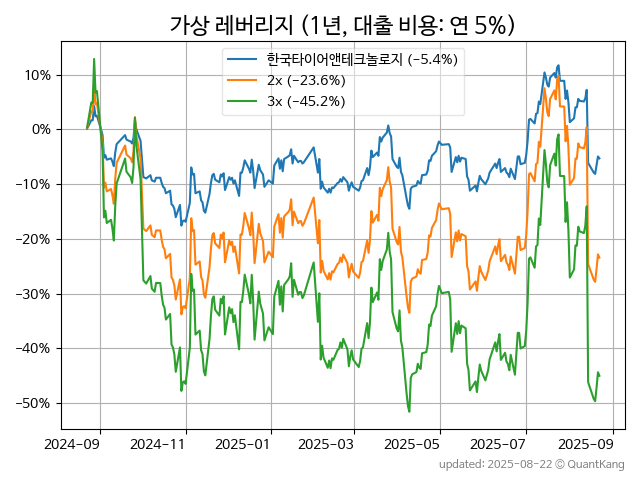 가상 레버리지 (1년, 대출 비용: 연 5%)
한국타이어앤테크놀로지 (−5.4%)
2x (−23.6%)
3x (−45.2%)
10%
0%
−10%
−20%
−30%
−40%
−50%
2024-09
2024-11
2025-01
2025-03
2025-05
2025-07
2025-09
updated: 2025-08-22 © QuantKang